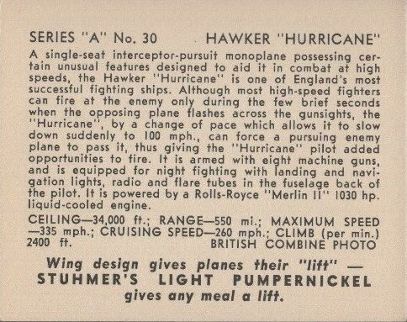 SERIES "A" No. 30 HAWKER "HURRICANE"
A single-seat interceptor-pursuit monoplane possessing cer-
tain unusual features designed to aid it in combat at high
speeds, the Hawker "Hurricane" is one of England's most
successful fighting ships. Although most high-speed fighters
can fire at the enemy only during the few brief seconds
when the opposing plane flashes across the gunsights, the
"Hurricane", by a change of pace which allows it to slow
down suddenly to 100 mph., can force a pursuing enemy
plane to pass it, thus giving the "Hurricane" pilot added
opportunities to fire. It is armed with eight machine guns,
and is equipped for night fighting with landing and navi-
gation lights, radio and flare tubes in the fuselage back of
the pilot. It is powered by a Rolls-Royce "Merlin II" 1030 hp.
liquid-cooled engine.
CEILING—34,000 ft.; RANGE—550 mi.; MAXIMUM SPEED
—335 mph.; CRUISING SPEED—260 mph.; CLIMB (per min.)
2400 ft. BRITISH COMBINE PHOTO
Wing design gives planes their "lift" —
STUHMER'S LIGHT PUMPERNICKEL
gives any meal a lift.